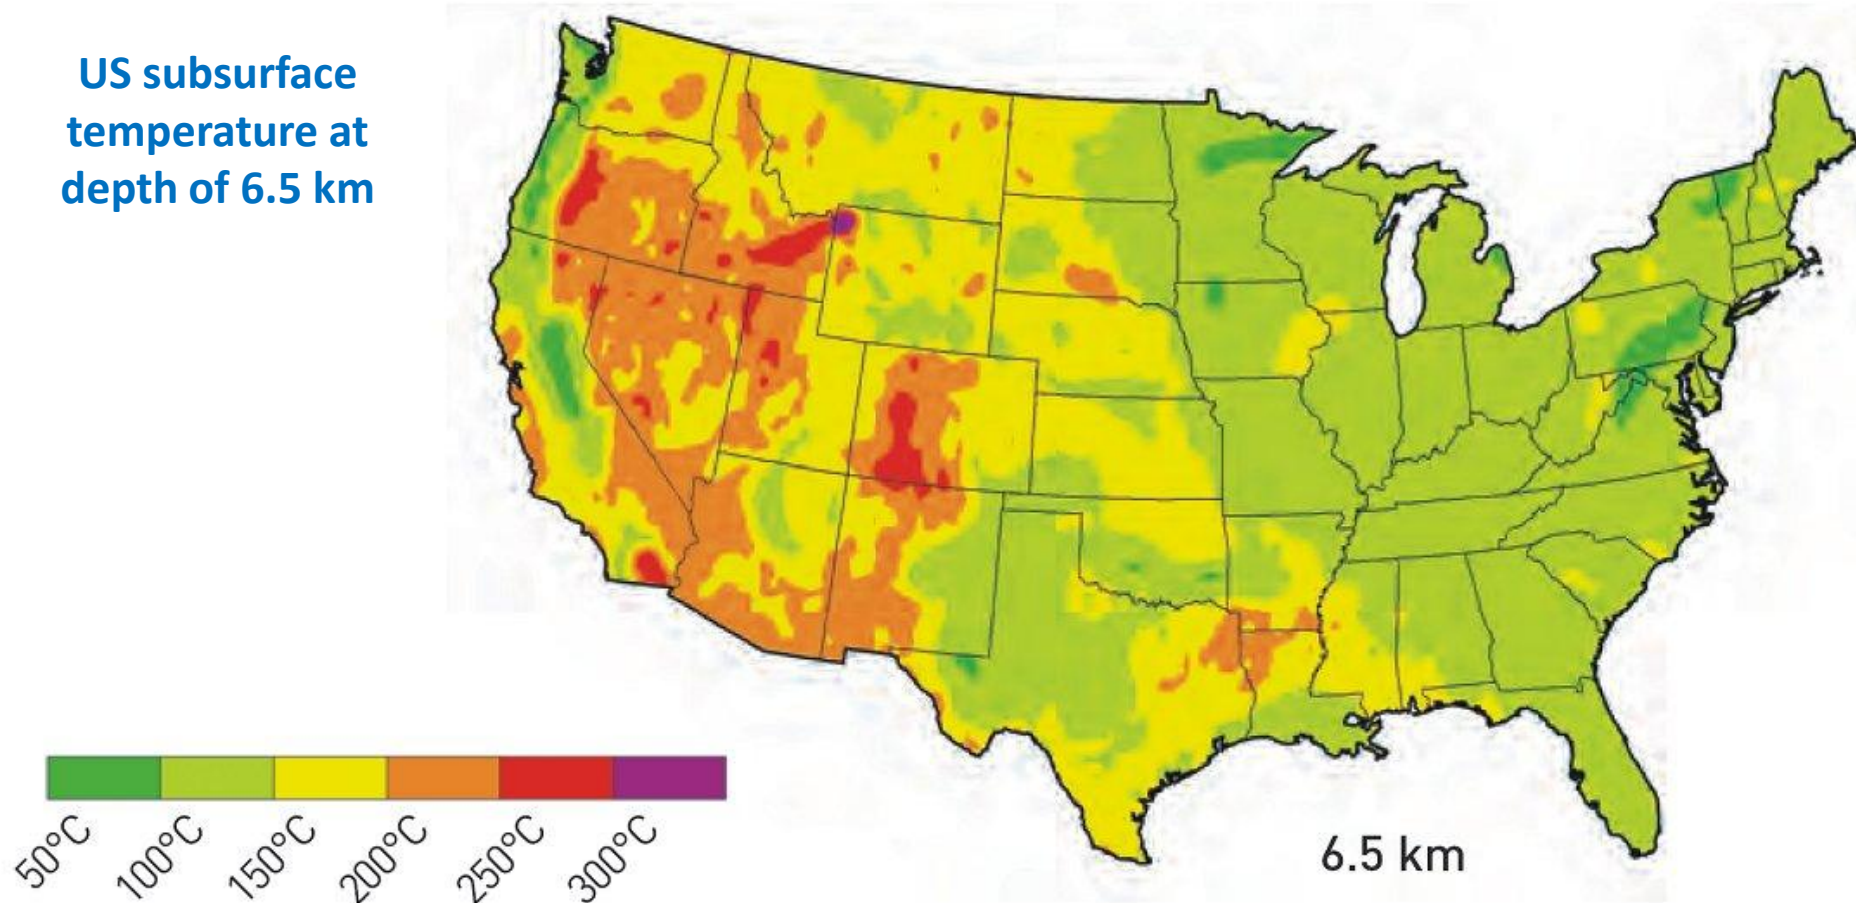 US subsurface
temperature at
depth of 6.5 km
50°C
100°C
150°C
200°C
250°C
300°C
6.5 km